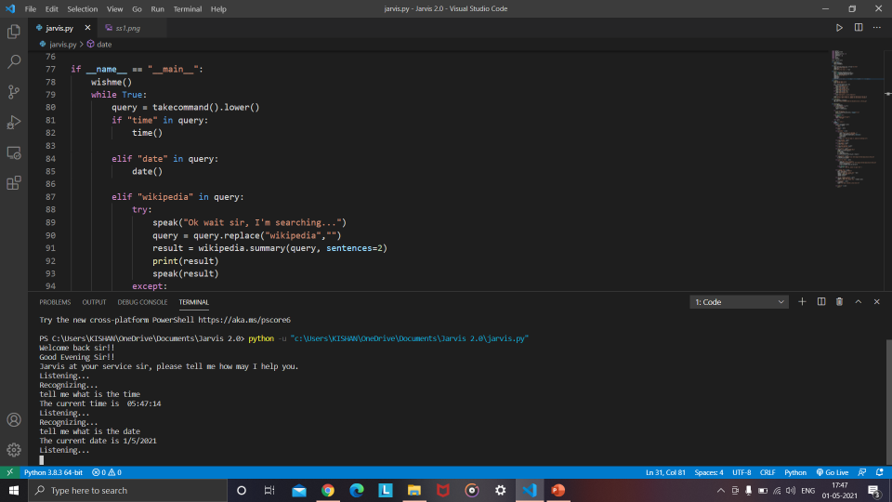 File Edit Selection View Go Run Terminal Help
jarvis.py - Jarvis 2.0 - Visual Studio Code
jarvis.py
ss1.png
jarvis.py > date
76
77 if __name__ == "__main__":
78 wishme()
79 while True:
80 query = takecommand().lower()
81 if "time" in query:
82 time()
83
84 elif "date" in query:
85 date()
86
87 elif "wikipedia" in query:
88 try:
89 speak("Ok wait sir, I'm searching...")
90 query = query.replace("wikipedia","")
91 result = wikipedia.summary(query, sentences=2)
92 print(result)
93 speak(result)
94 except:
PROBLEMS OUTPUT DEBUG CONSOLE TERMINAL
1: Code
Try the new cross-platform PowerShell https://aka.ms/pscore6
PS C:\Users\KISHAN\OneDrive\Documents\Jarvis 2.0> python -u "c:\Users\KISHAN\OneDrive\Documents\Jarvis 2.0\jarvis.py"
Welcome back sir!!
Good Evening Sir!!
Jarvis at your service sir, please tell me how may I help you.
Listening...
Recognizing...
tell me what is the time
The current time is  05:47:14
Listening...
Recognizing...
tell me what is the date
The current date is 1/5/2021
Listening...
Python 3.8.3 64-bit 0 0
Ln 31, Col 81 Spaces: 4 UTF-8 CRLF Python Go Live
Type here to search
17:47
01-05-2021
3